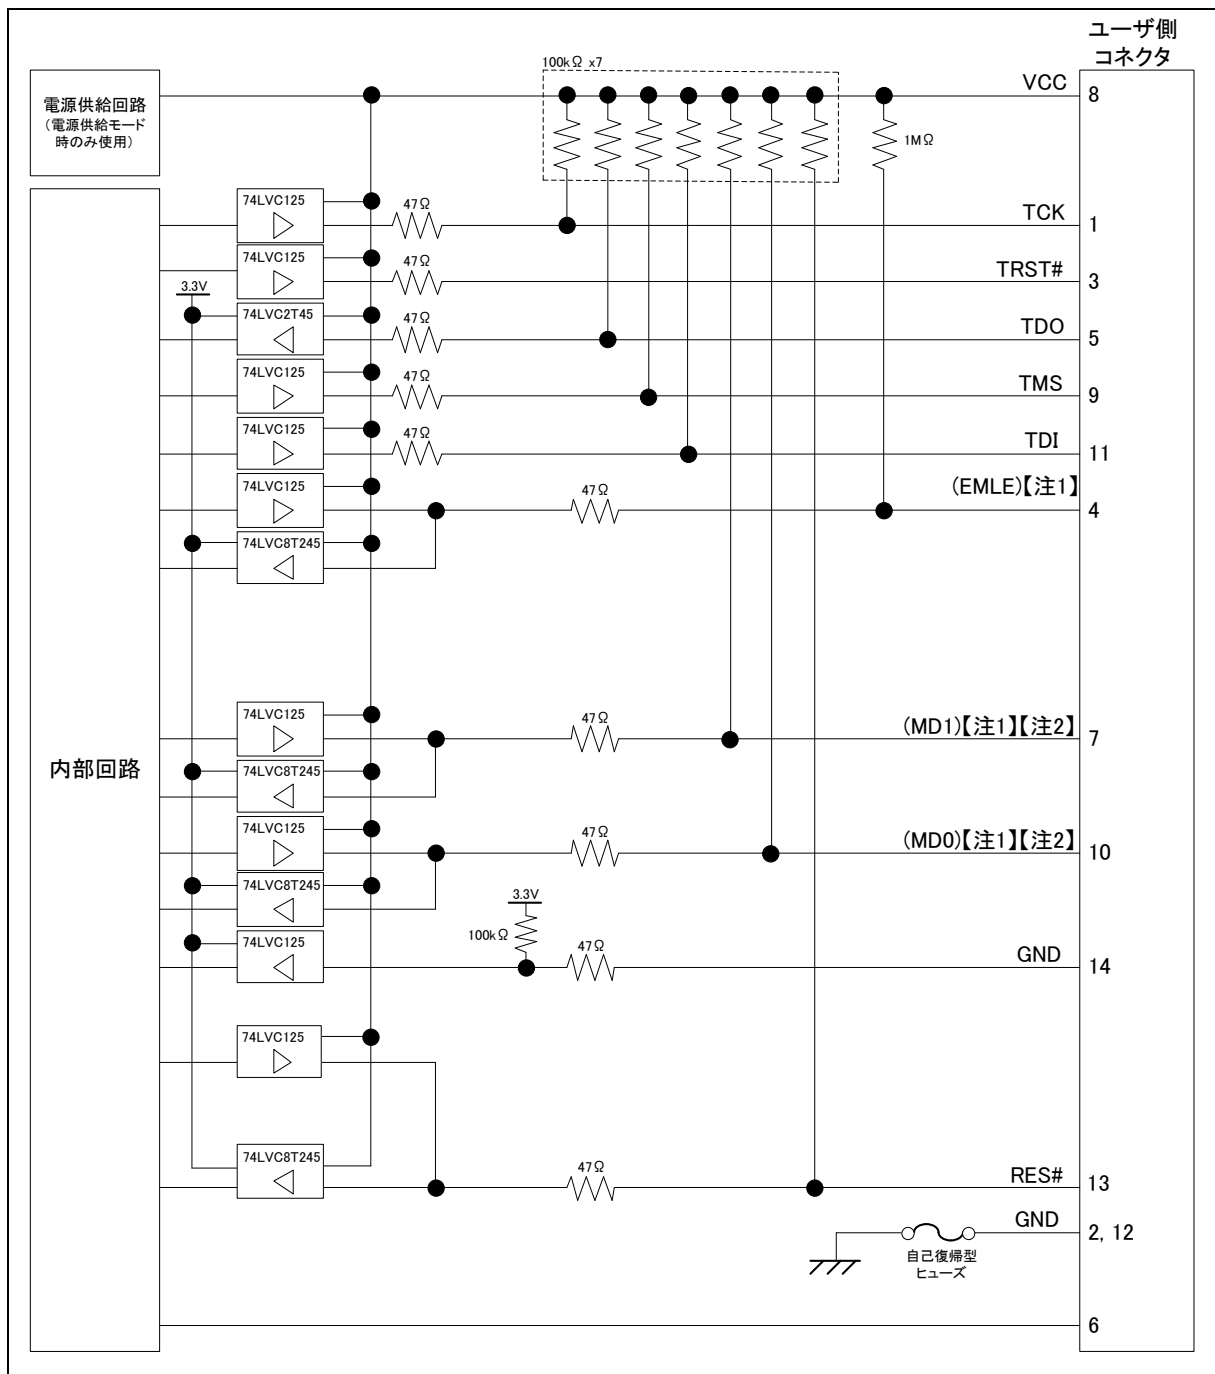 ユーザ側
コネクタ
100kΩ x7
VCC
8
電源供給回路
(電源供給モード
時のみ使用)
1MΩ
74LVC125
47Ω
TCK
1
74LVC125
47Ω
TRST#
3
3.3V
74LVC2T45
47Ω
TDO
5
74LVC125
47Ω
TMS
9
74LVC125
47Ω
TDI
11
74LVC125
47Ω
(EMLE)【注1】
4
74LVC8T245
74LVC125
47Ω
(MD1)【注1】【注2】
7
内部回路
74LVC8T245
74LVC125
47Ω
(MD0)【注1】【注2】
10
74LVC8T245
3.3V
100kΩ
74LVC125
47Ω
GND
14
74LVC125
74LVC8T245
47Ω
RES#
13
GND
2, 12
自己復帰型
ヒューズ
6